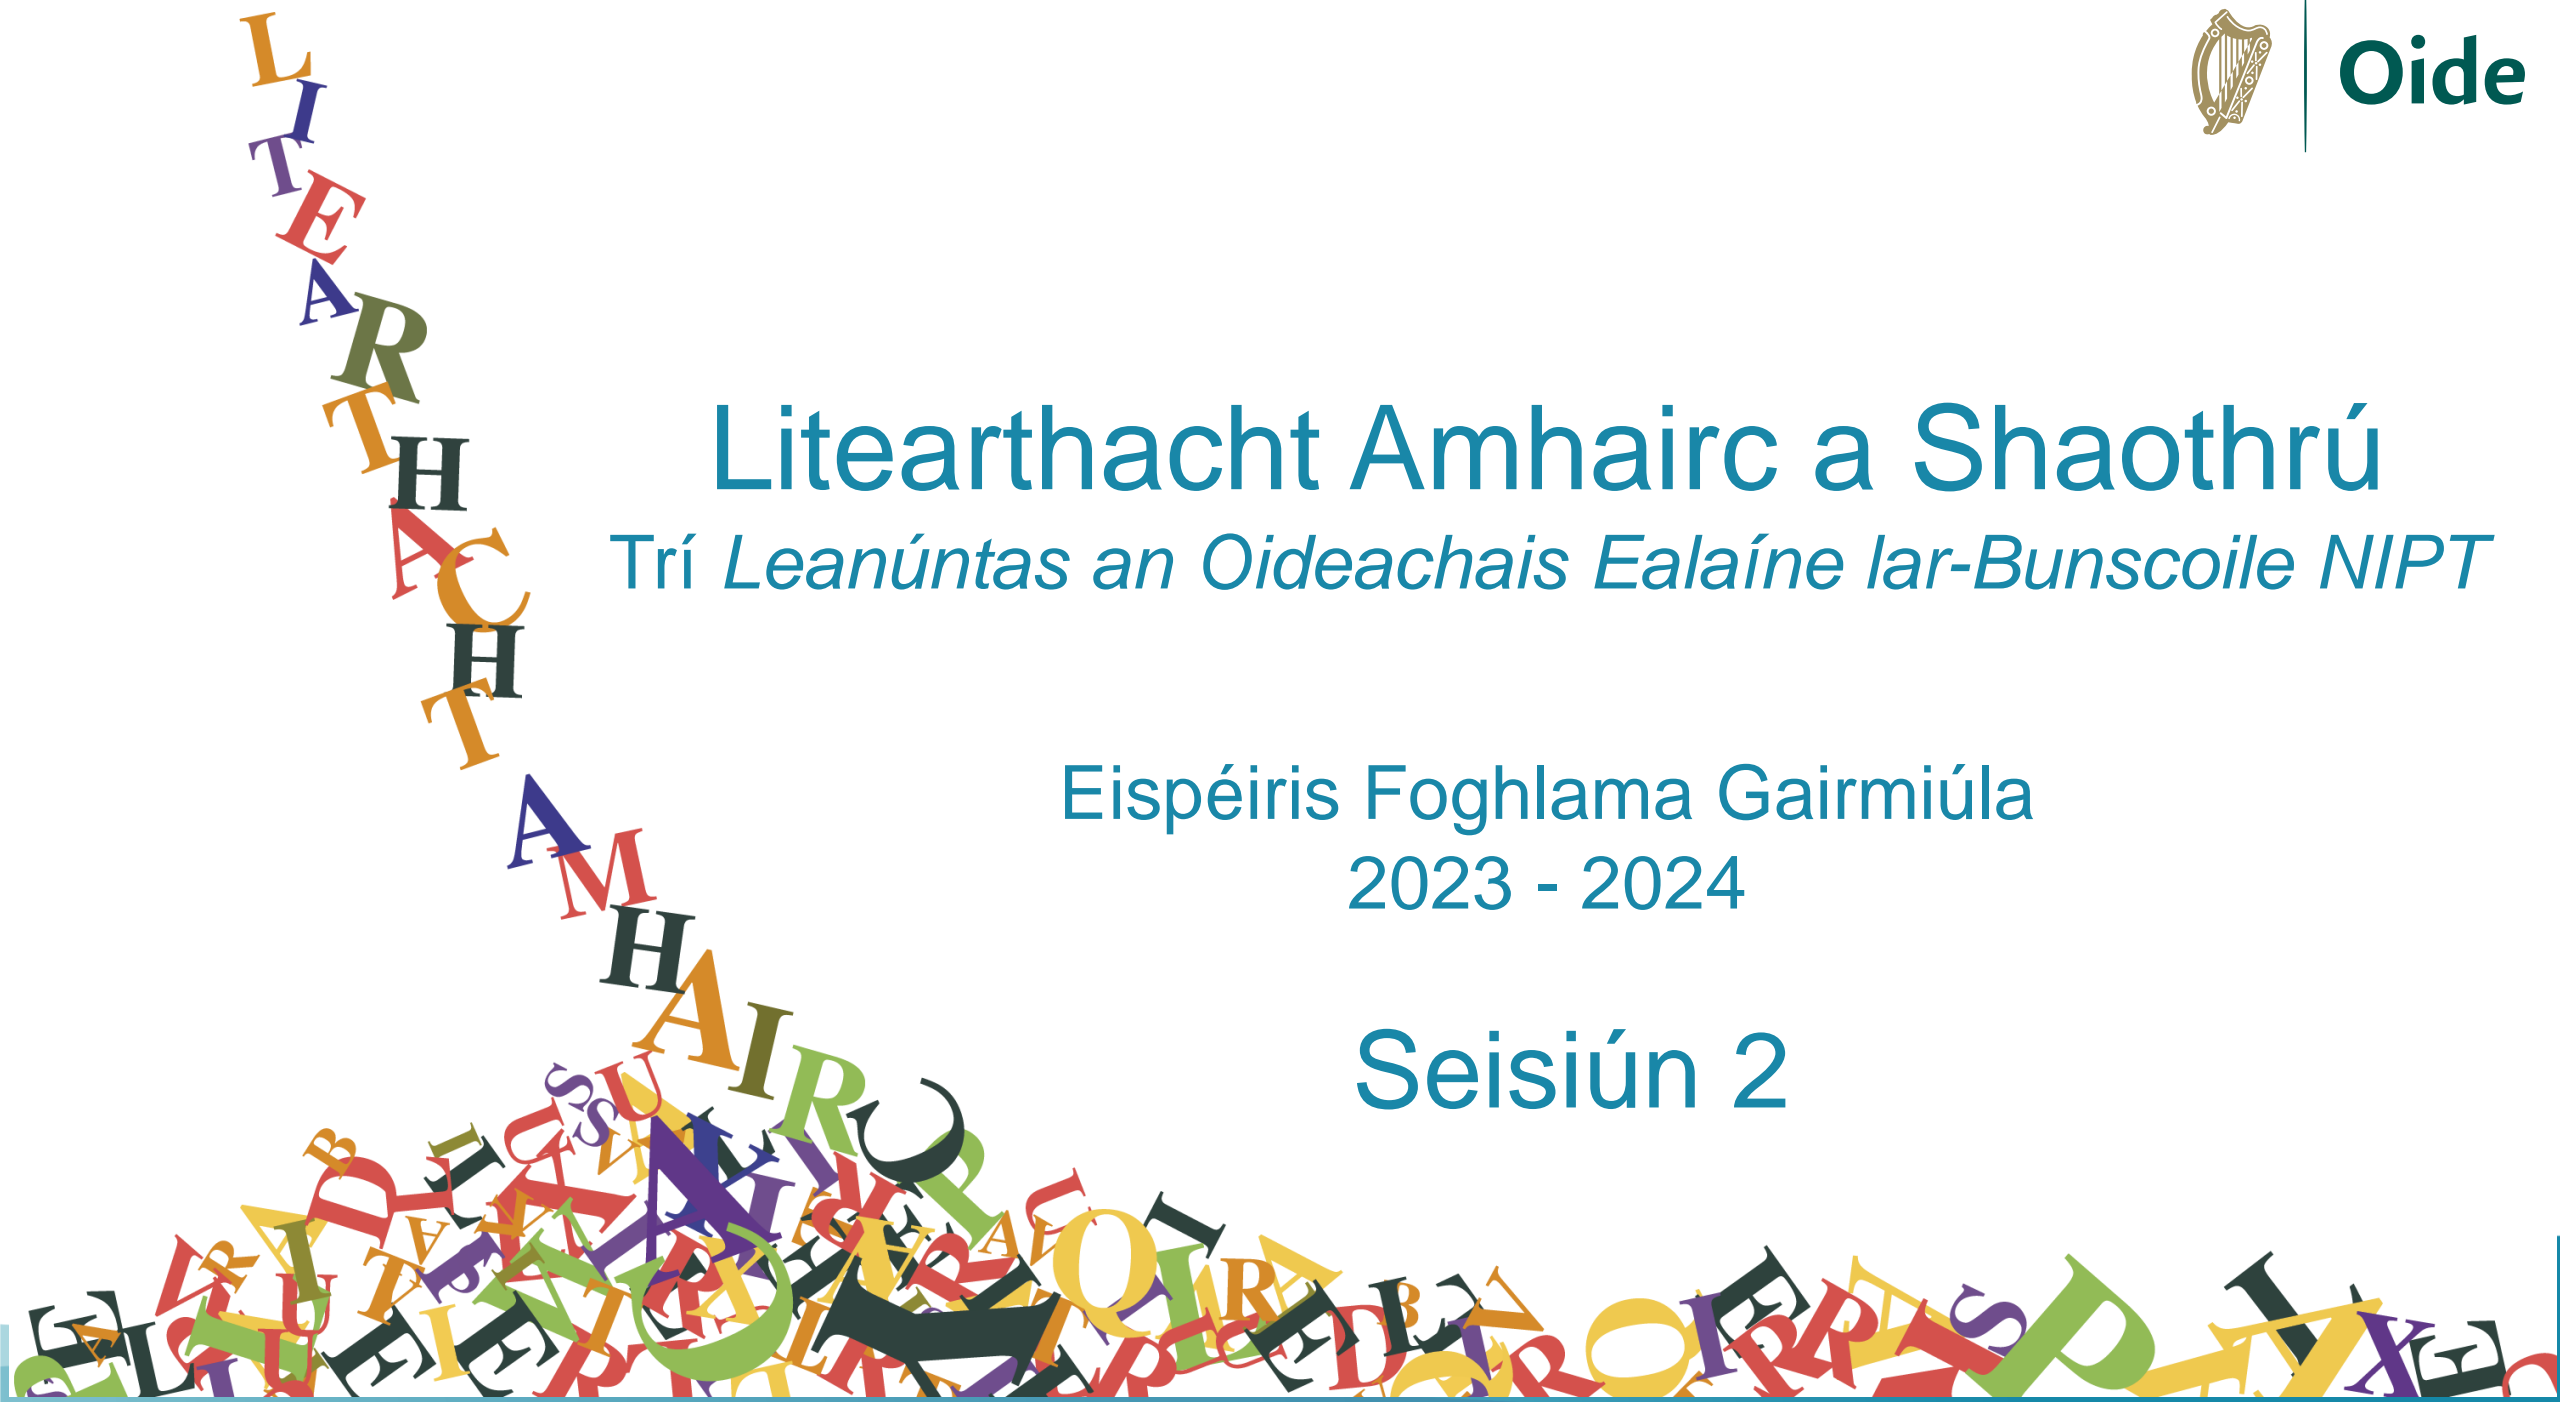 Oide
LITEARTHACHT AMHAIRC
Litearthacht Amhairc a Shaothrú
Trí Leanúntas an Oideachais Ealaíne Iar-Bunscoile NIPT
Eispéiris Foghlama Gairmiúla
2023 - 2024
Seisiún 2